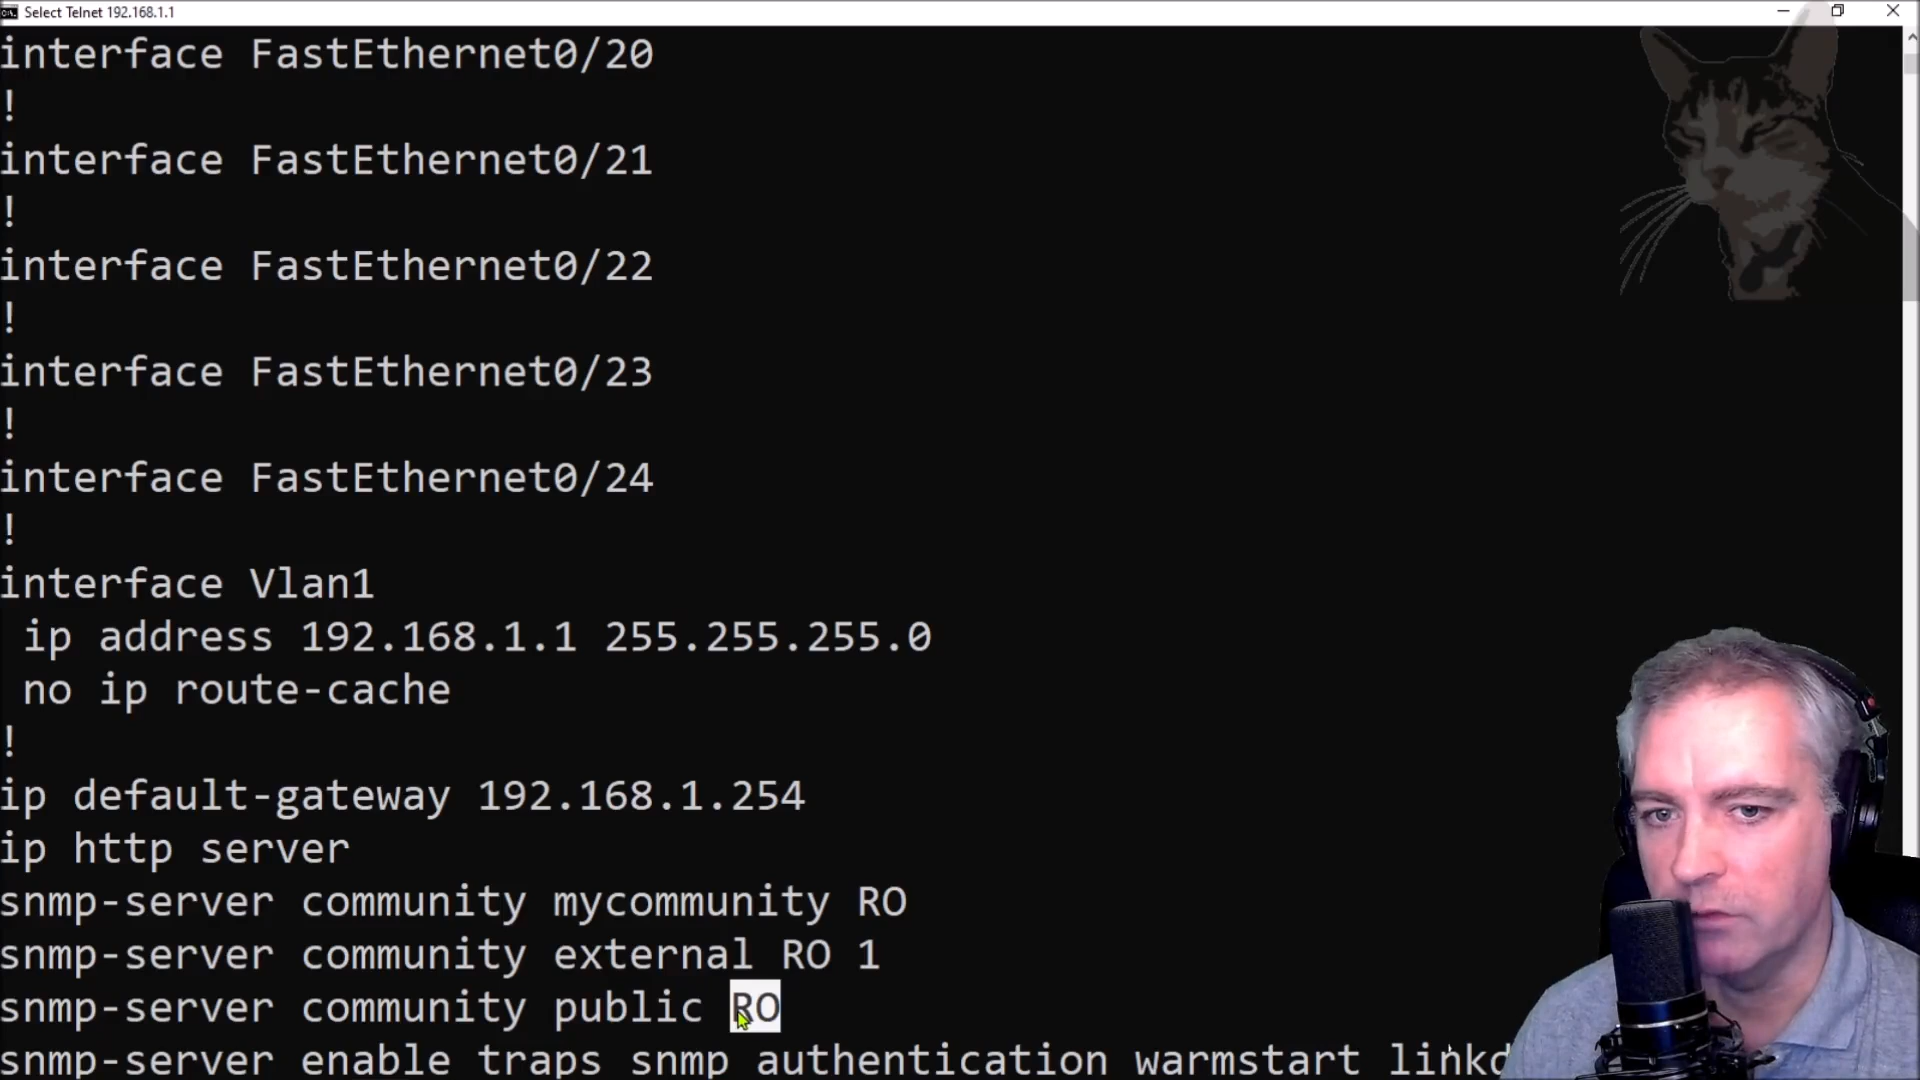 Select Telnet 192.168.1.1
interface FastEthernet0/20
!
interface FastEthernet0/21
!
interface FastEthernet0/22
!
interface FastEthernet0/23
!
interface FastEthernet0/24
!
interface Vlan1
ip address 192.168.1.1 255.255.255.0
no ip route-cache
!
ip default-gateway 192.168.1.254
ip http server
snmp-server community mycommunity RO
snmp-server community external RO 1
snmp-server community public RO
snmp-server enable traps snmp authentication warmstart linkd